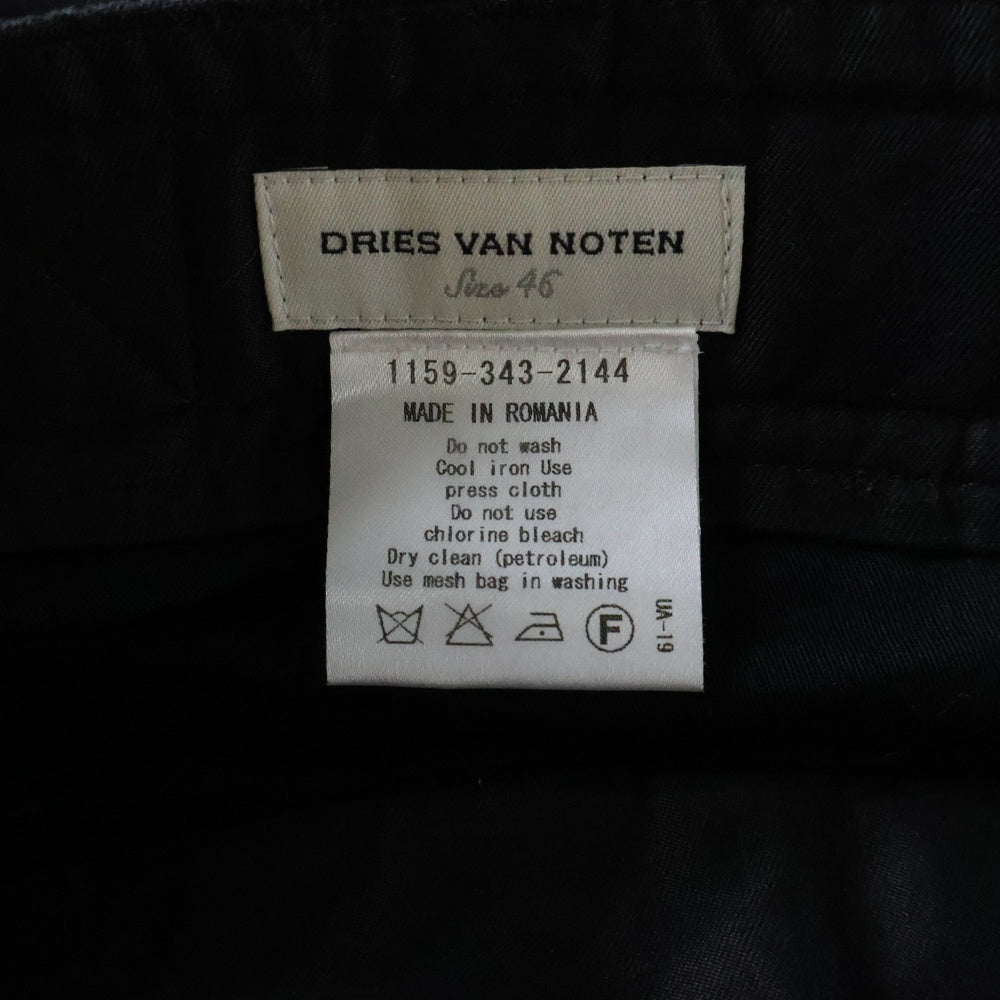 DRIES VAN NOTEN
Size 46
1159-343-2144
MADE IN ROMANIA
Do not wash
Cool iron Use
press cloth
Do not use
chlorine bleach
Dry clean (petroleum)
Use mesh bag in washing
F
UA-19